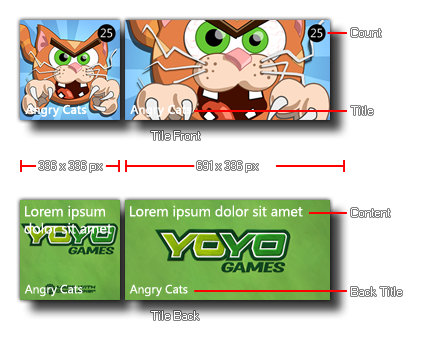 25
25
Count
Angry Cats
Angry Cats
Title
Tile Front
336 x 336 px
691 x 336 px
Lorem ipsum
dolor sit amet
Lorem ipsum dolor sit amet
Content
YOYO
GAMES
YOYO
GAMES
Angry Cats
Angry Cats
Back Title
Tile Back